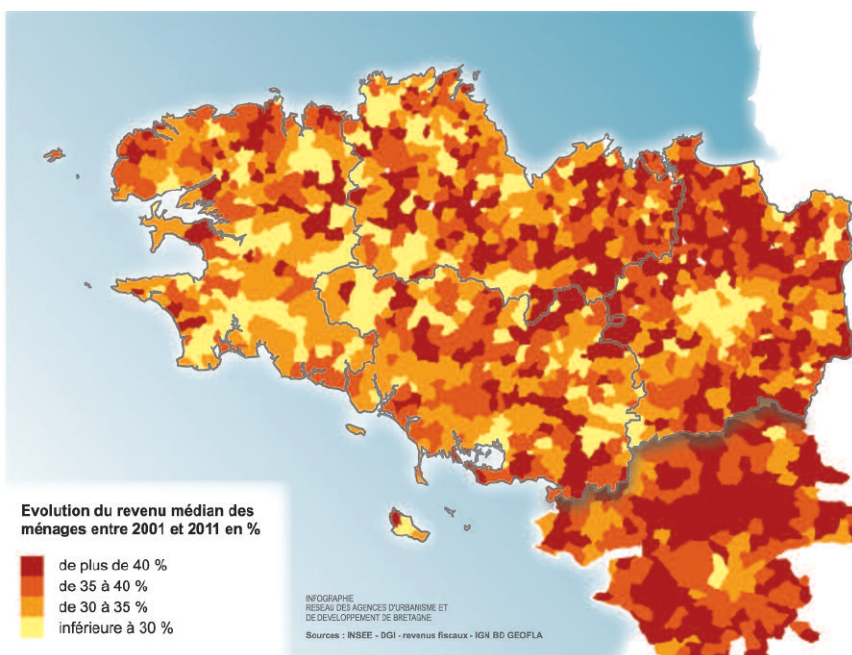 Evolution du revenu médian des
ménages entre 2001 et 2011 en %
de plus de 40 %
de 35 à 40 %
de 30 à 35 %
inférieure à 30 %
INFOGRAPHIE
RESEAU DES AGENCES D'URBANISME ET
DE DEVELOPPEMENT DE BRETAGNE
Sources : INSEE - DGI - revenus fiscaux - IGN BD GEOFLA